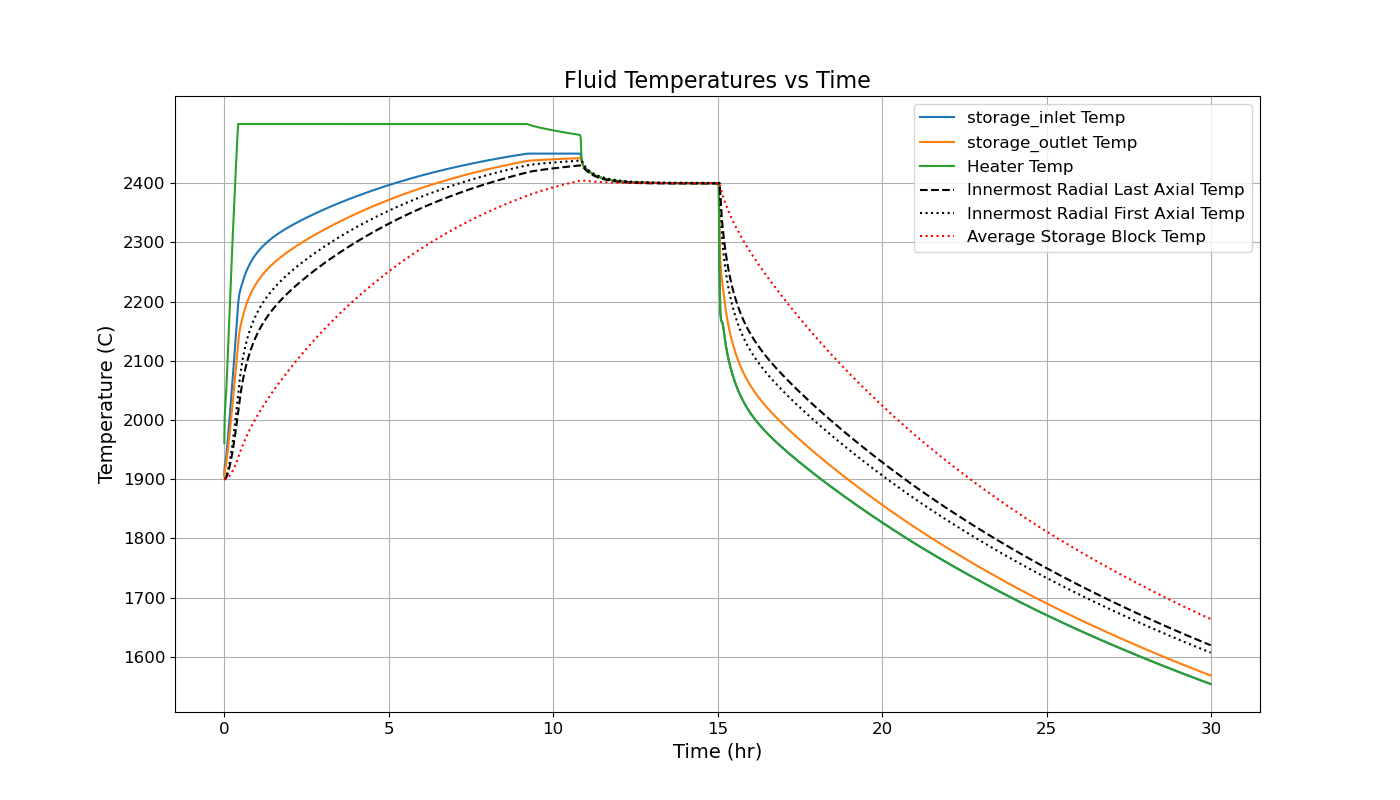 Fluid Temperatures vs Time
storage_inlet Temp
storage_outlet Temp
Heater Temp
Innermost Radial Last Axial Temp
Innermost Radial First Axial Temp
Average Storage Block Temp
Temperature (C)
2400
2300
2200
2100
2000
1900
1800
1700
1600
0 5 10 15 20 25 30
Time (hr)